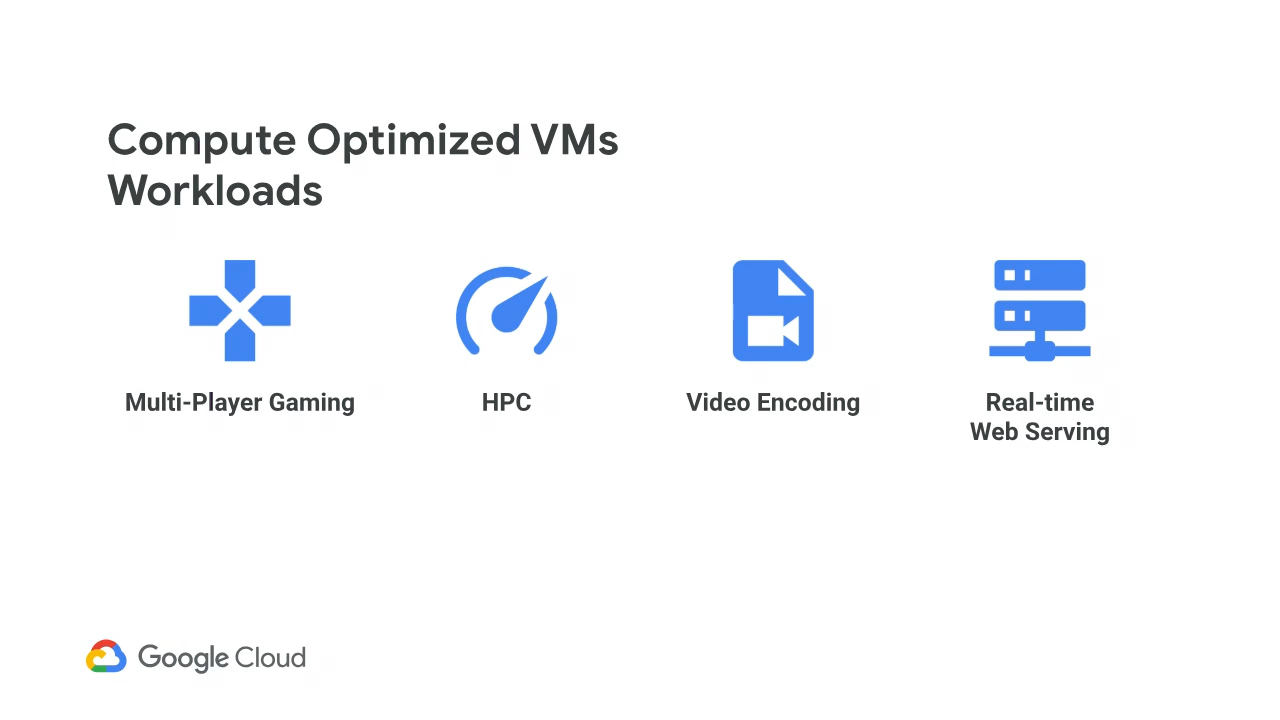 Compute Optimized VMs
Workloads
Multi-Player Gaming
HPC
Video Encoding
Real-time
Web Serving
Google Cloud